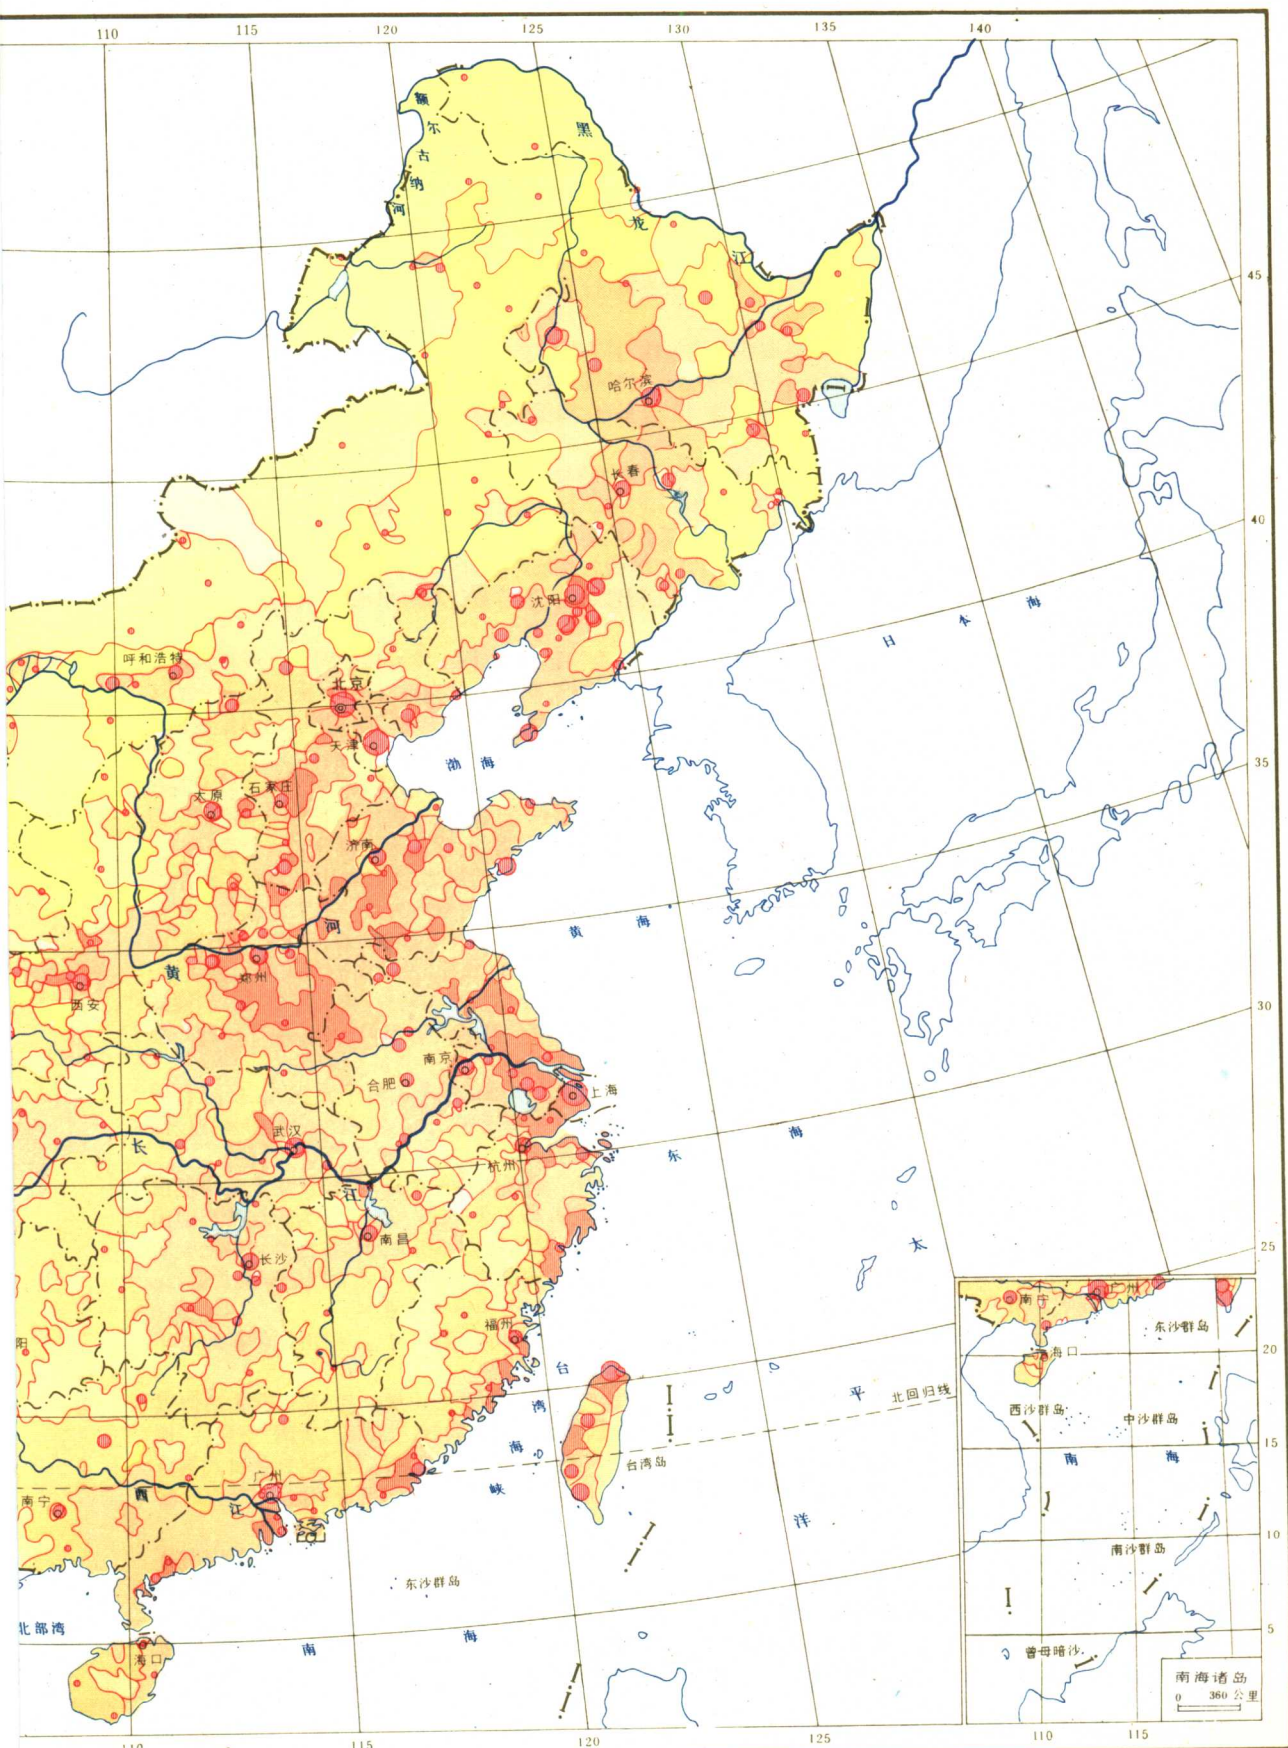 110 115 120 125 130 135 140
额尔古纳河
黑龙江
45
哈尔滨
长春
40
沈阳
日本海
呼和浩特
北京
天津
渤海
35
太原
石家庄
济南
黄海
黄河
郑州
西安
30
南京
合肥
上海
武汉
长江
杭州
东海
南昌
长沙
25
福州
阳
台湾海峡
太平洋
北回归线
台湾岛
广州
南宁
西江
东沙群岛
北部湾
南海
海口
110 115 120 125
南宁
广州
东沙群岛
海口
20
西沙群岛
中沙群岛
15
南海
10
南沙群岛
5
曾母暗沙
南海诸岛
0 360 公里
110 115